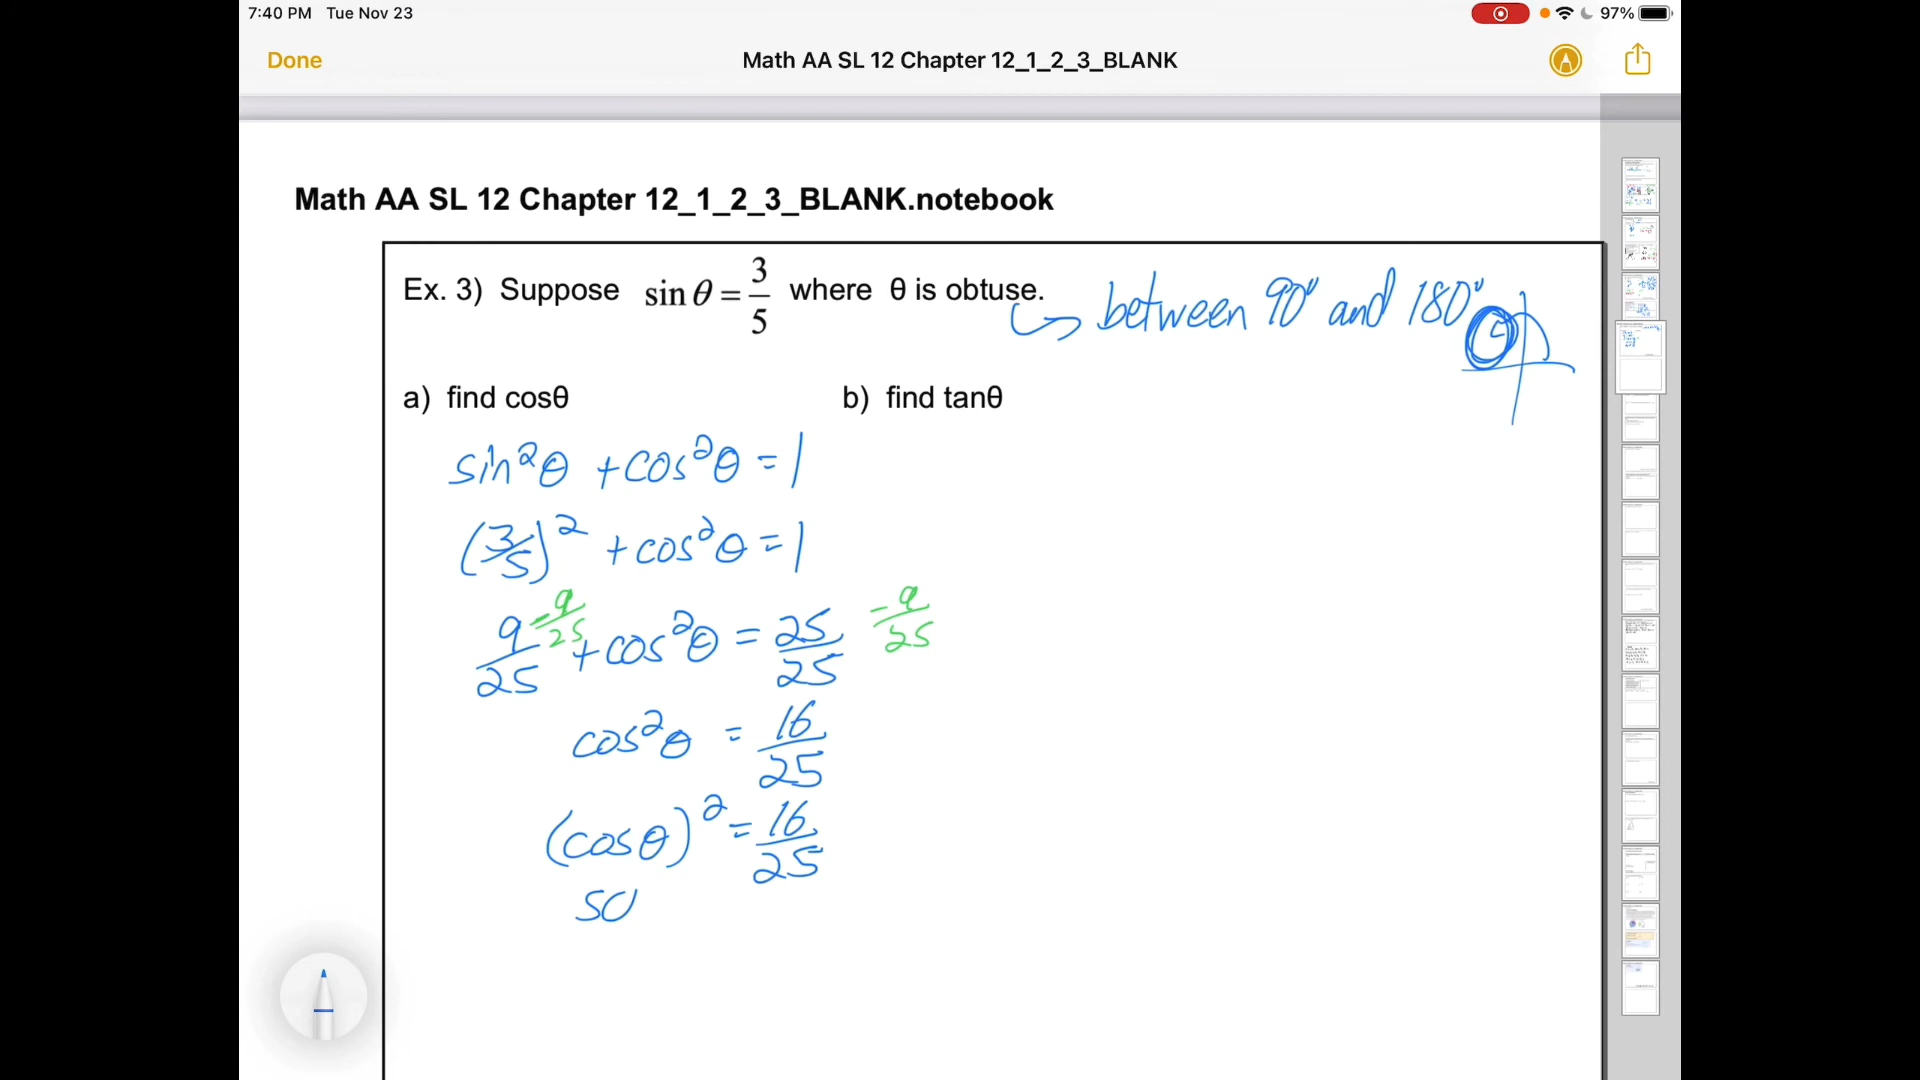 7:40 PM Tue Nov 23
97%
Done
Math AA SL 12 Chapter 12_1_2_3_BLANK
Math AA SL 12 Chapter 12_1_2_3_BLANK.notebook
Ex. 3) Suppose sin θ = 3/5 where θ is obtuse.
between 90° and 180°
a) find cosθ
b) find tanθ
sin²θ + cos²θ = 1
(3/5)² + cos²θ = 1
-9/25 -9/25
9/25 + cos²θ = 25/25
cos²θ = 16/25
(cosθ)² = 16/25
so